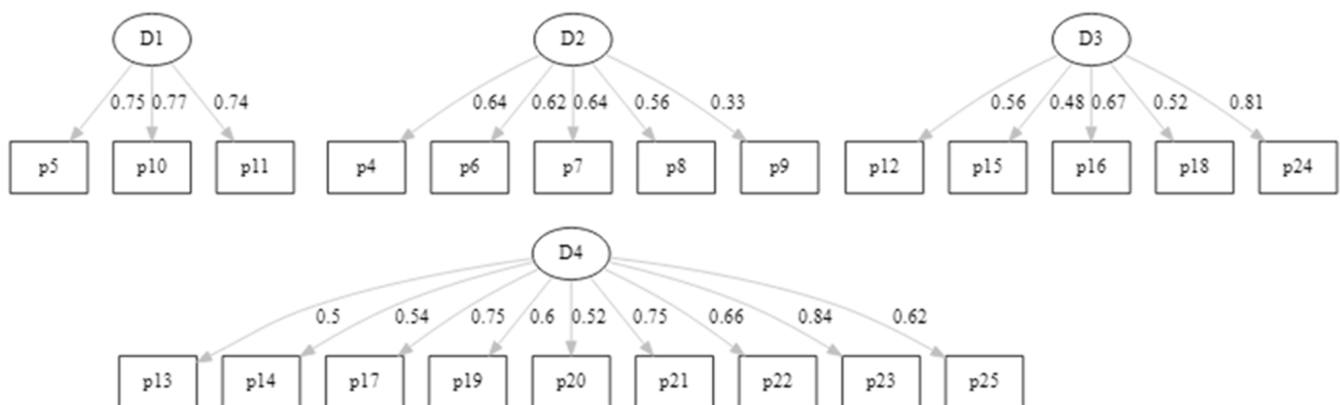 D1 D2 D3
0.75 0.77 0.74 0.64 0.62 0.64 0.56 0.33 0.56 0.48 0.67 0.52 0.81
p5 p10 p11 p4 p6 p7 p8 p9 p12 p15 p16 p18 p24
D4
0.5 0.54 0.75 0.6 0.52 0.75 0.66 0.84 0.62
p13 p14 p17 p19 p20 p21 p22 p23 p25